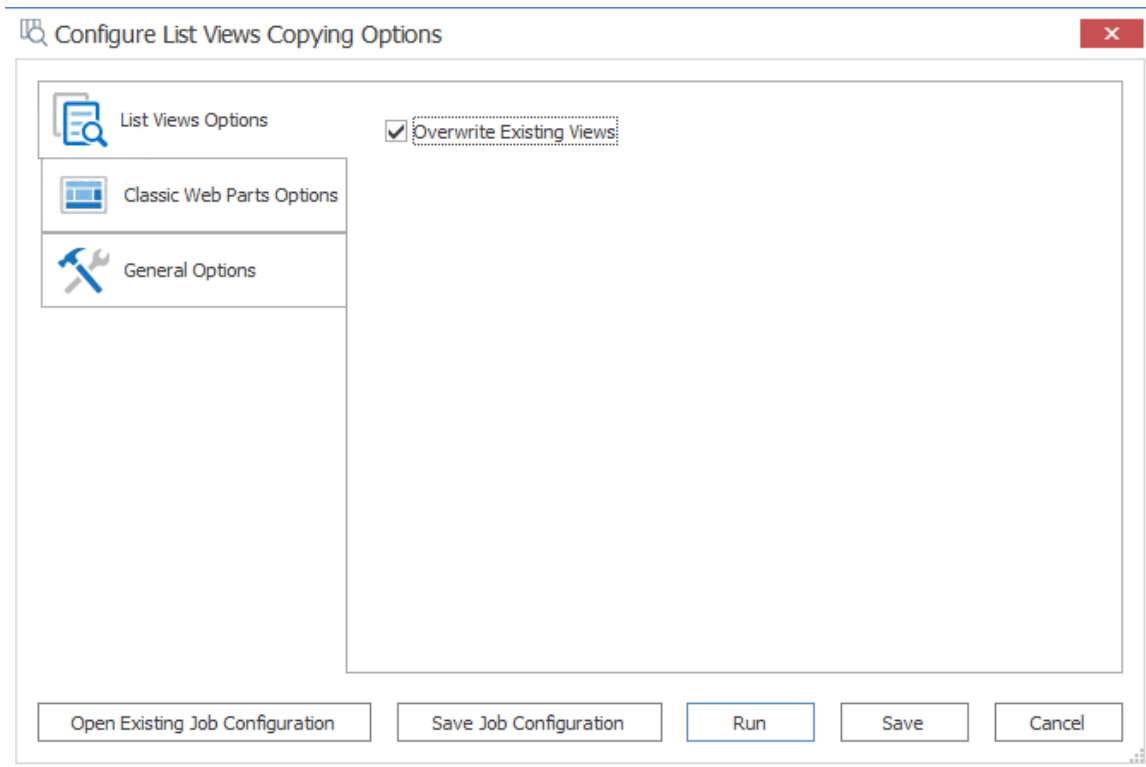 Configure List Views Copying Options
List Views Options
Overwrite Existing Views
Classic Web Parts Options
General Options
Open Existing Job Configuration
Save Job Configuration
Run
Save
Cancel